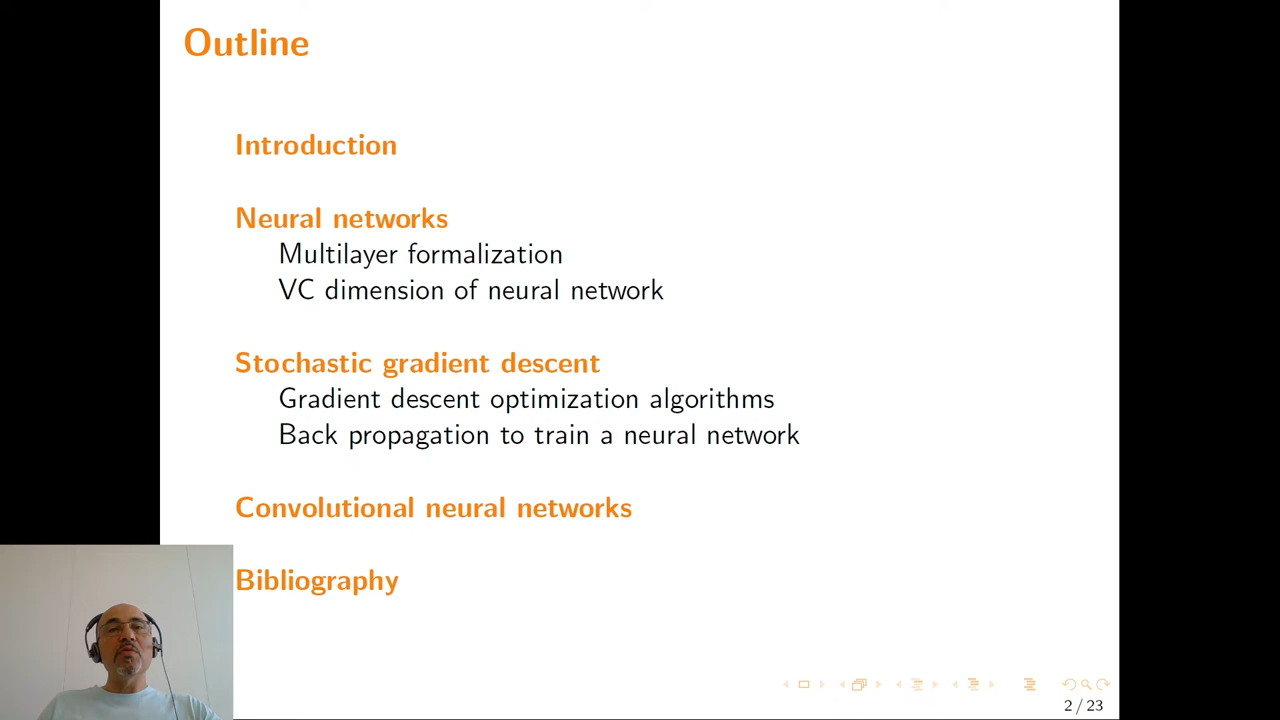 Outline
Introduction
Neural networks
Multilayer formalization
VC dimension of neural network
Stochastic gradient descent
Gradient descent optimization algorithms
Back propagation to train a neural network
Convolutional neural networks
Bibliography
2 / 23